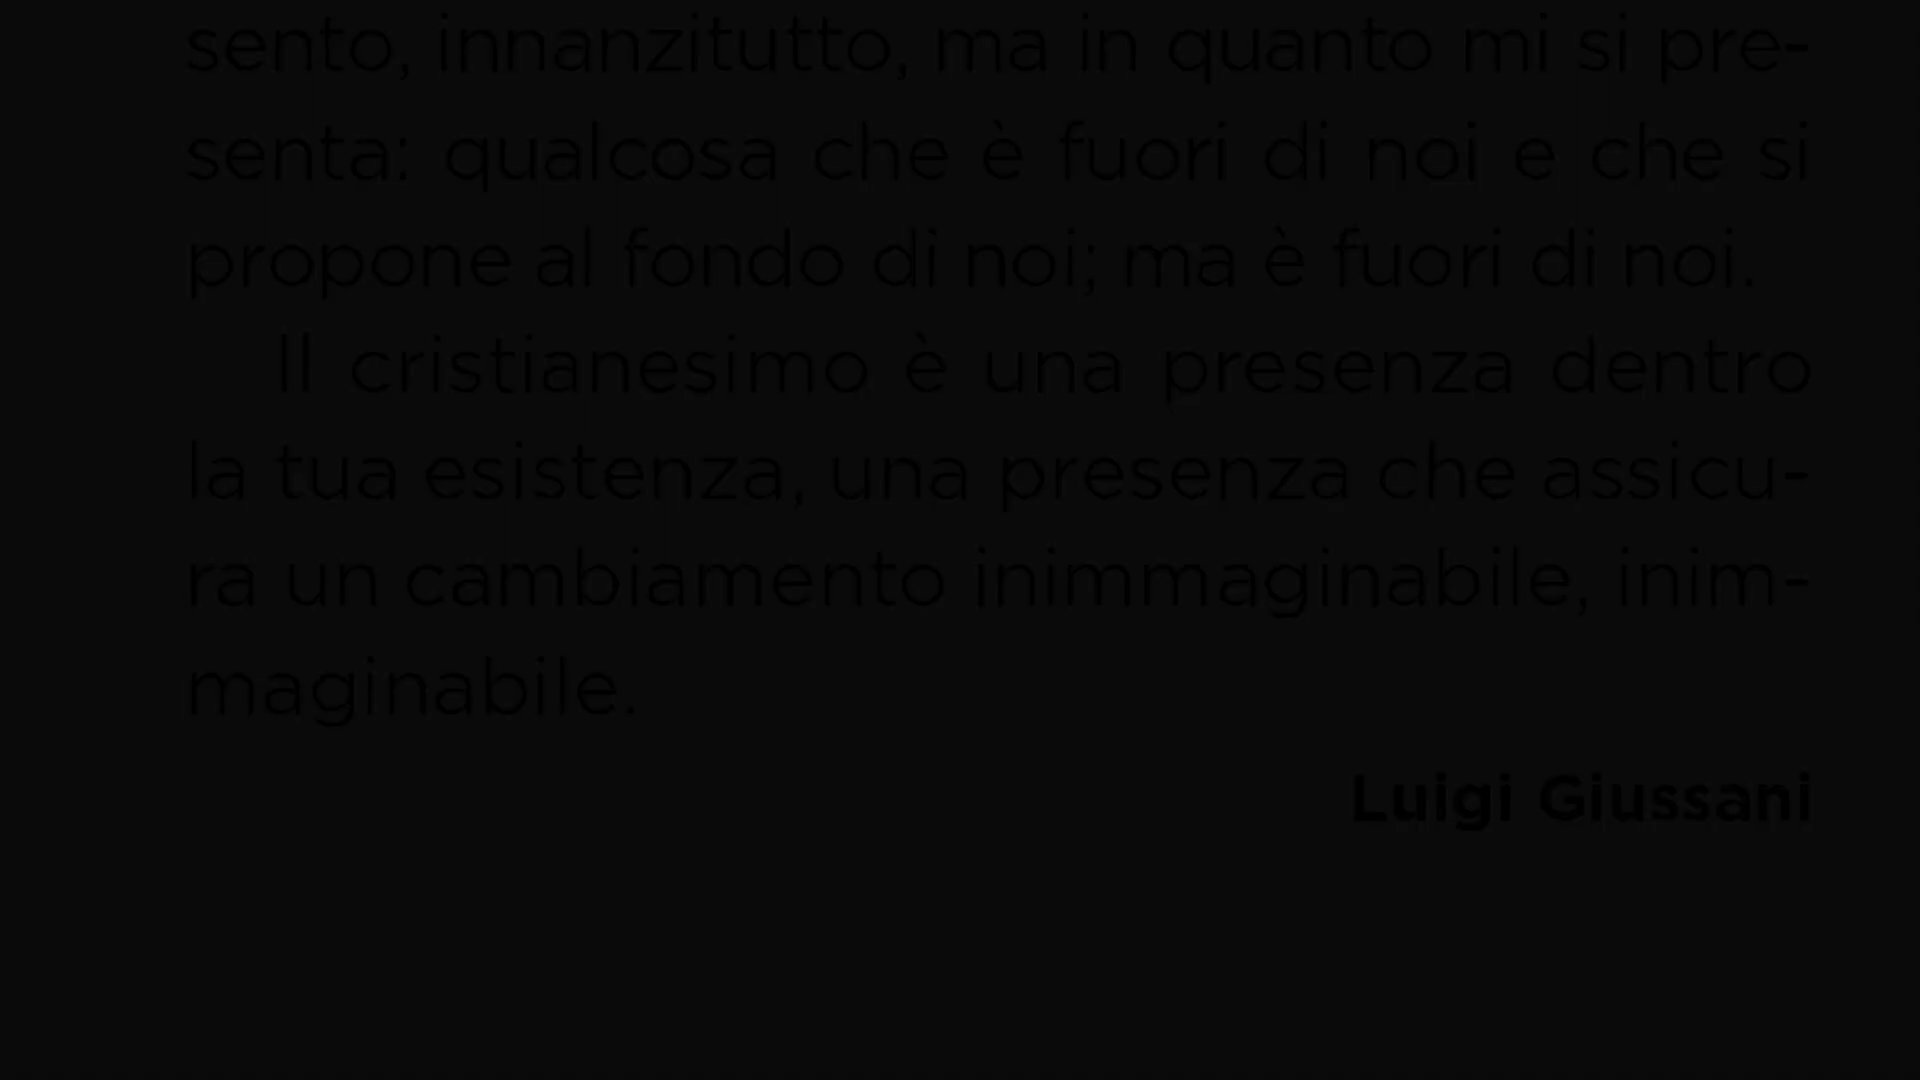 sento, innanzitutto, ma in quanto mi si pre-
senta: qualcosa che è fuori di noi e che si
propone al fondo di noi; ma è fuori di noi.
Il cristianesimo è una presenza dentro
la tua esistenza, una presenza che assicu-
ra un cambiamento inimmaginabile, inim-
maginabile.
Luigi Giussani